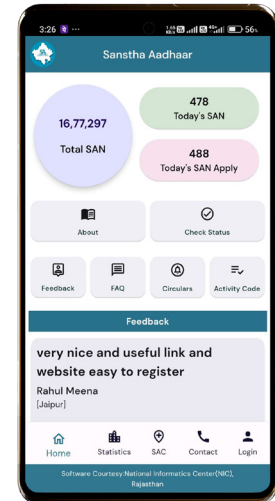 3:26
56
Sanstha Aadhaar
16,77,297
Total SAN
478
Today's SAN
488
Today's SAN Apply
About
Check Status
Feedback
FAQ
Circulars
Activity Code
Feedback
very nice and useful link and
website easy to register
Rahul Meena
[Jaipur]
Home
Statistics
SAC
Contact
Login
Software Courtesy:National Informatics Center(NIC),
Rajasthan